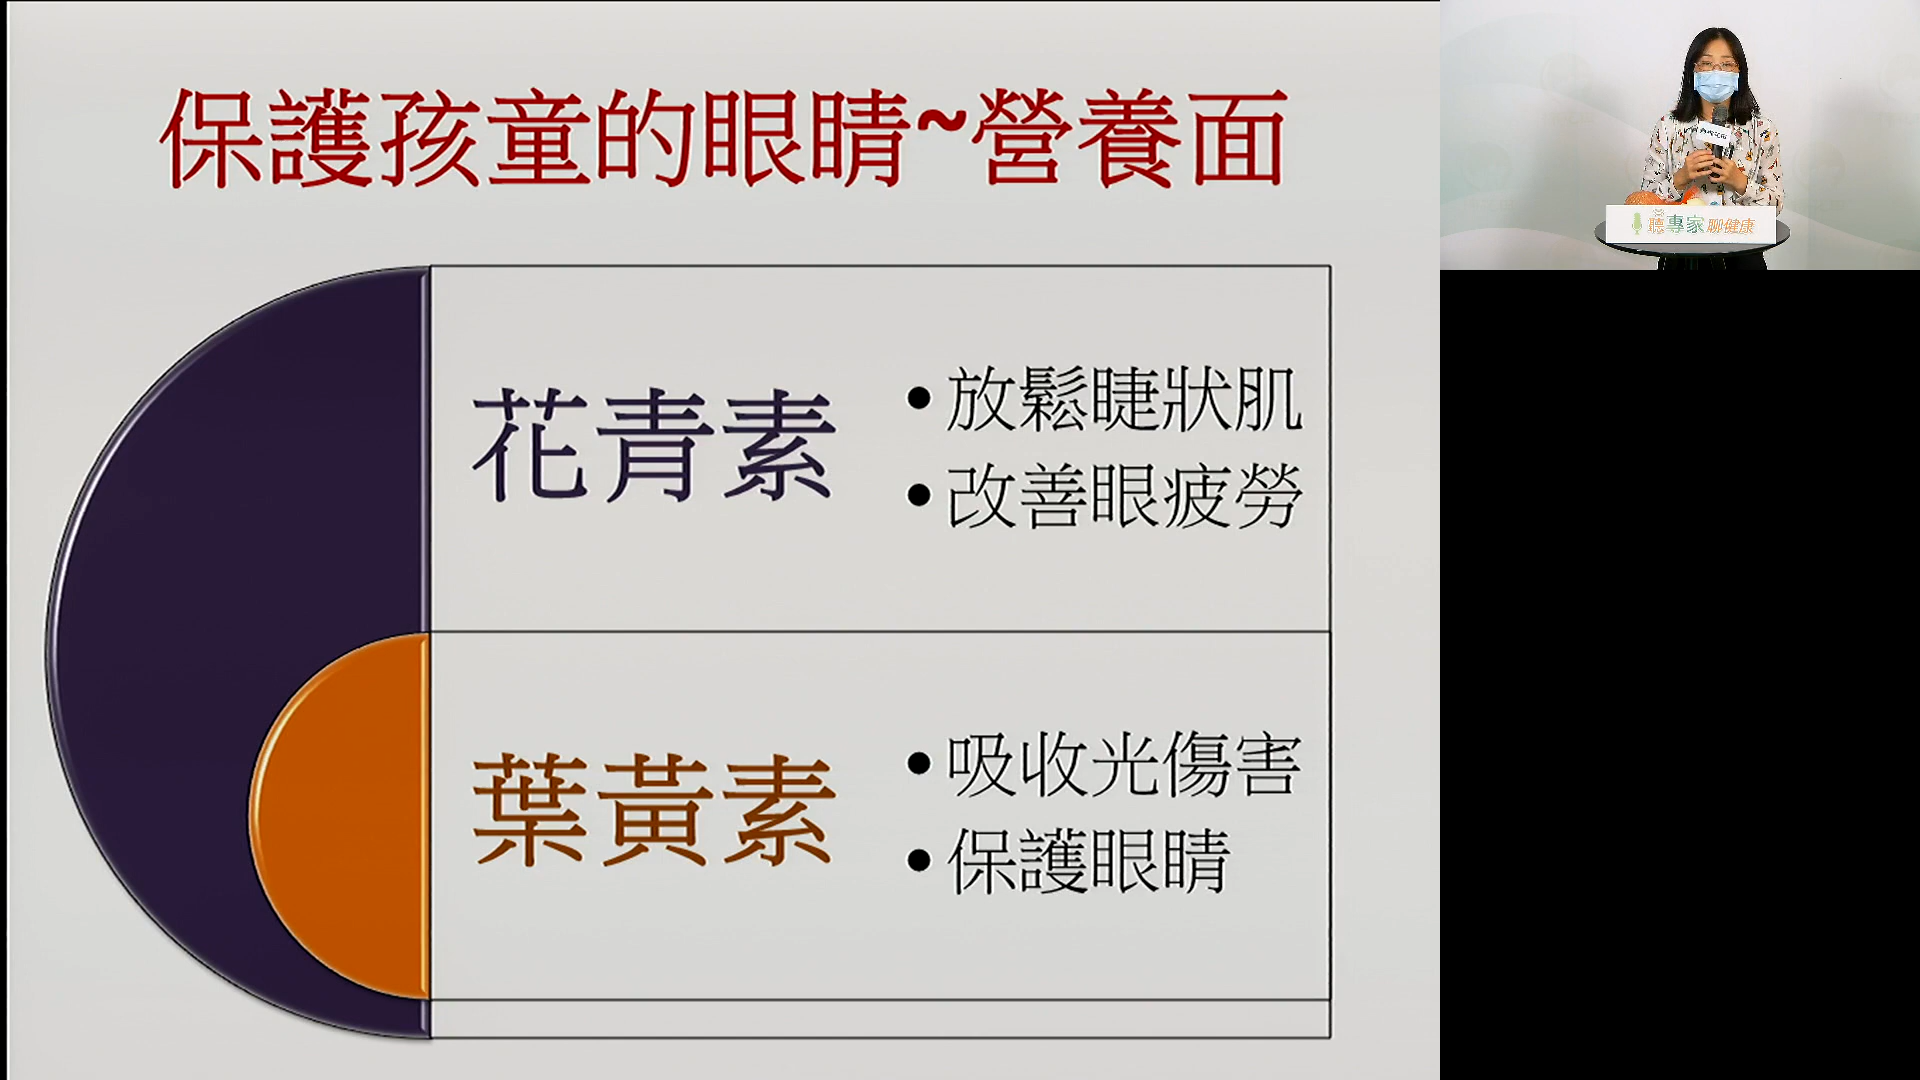 保護孩童的眼睛~營養面
花青素
• 放鬆睫狀肌
• 改善眼疲勞
葉黃素
• 吸收光傷害
• 保護眼睛
聽專家聊健康